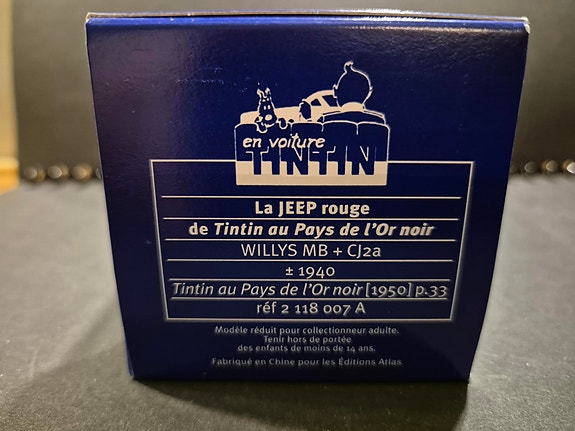 en voiture
TINTIN
La JEEP rouge
de Tintin au Pays de l'Or noir
WILLYS MB + CJ2a
± 1940
Tintin au Pays de l'Or noir [1950] p.33
réf 2 118 007 A
Modèle réduit pour collectionneur adulte.
Tenir hors de portée
des enfants de moins de 14 ans.
Fabriqué en Chine pour les Éditions Atlas